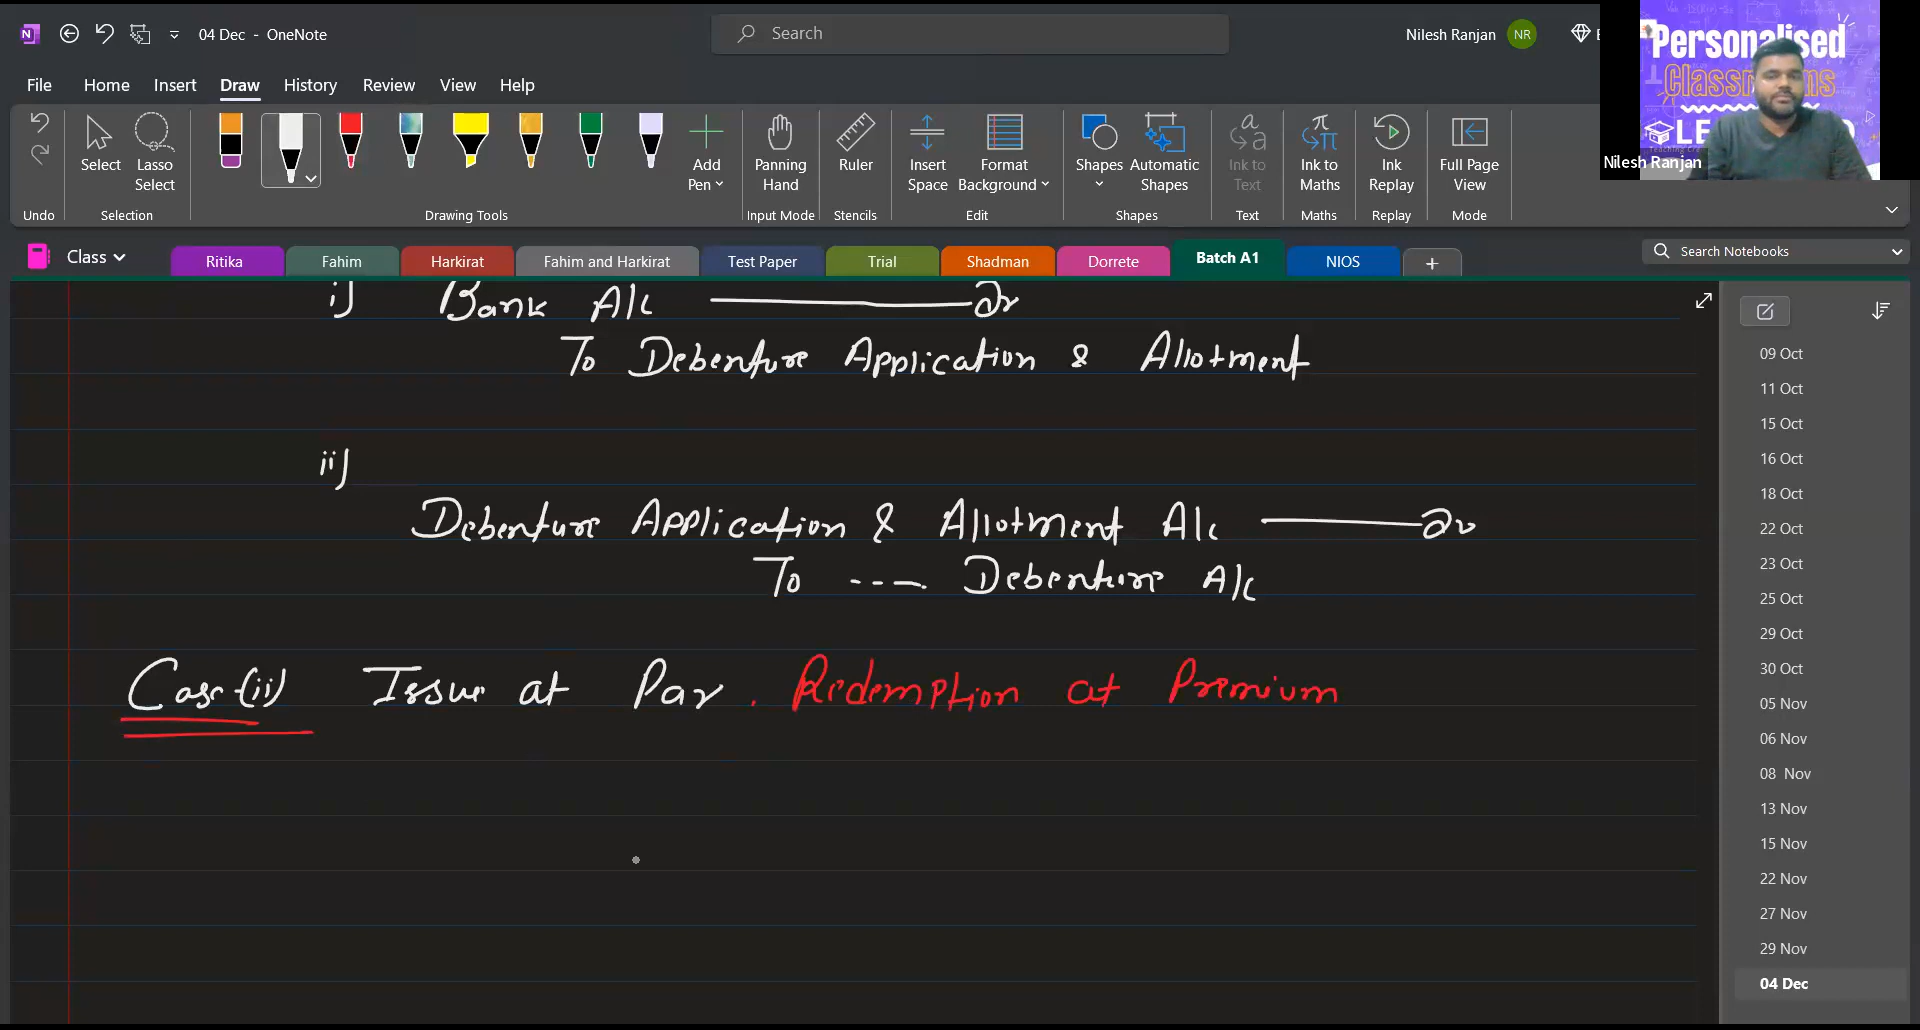 04 Dec - OneNote
Search
Nilesh Ranjan NR
File Home Insert Draw History Review View Help
Select Lasso Select Add Pen Panning Hand Ruler Insert Space Format Background Shapes Automatic Shapes Ink to Text Ink to Maths Ink Replay Full Page View
Undo Selection Drawing Tools Input Mode Stencils Edit Shapes Text Maths Replay Mode
Personalised
Nilesh Ranjan
Class Ritika Fahim Harkirat Fahim and Harkirat Test Paper Trial Shadman Dorrete Batch A1 NIOS + Search Notebooks
i) Bank A/c Dr
To Debenture Application & Allotment
ii)
Debenture Application & Allotment A/c Dr
To ---- Debenture A/c
Case (ii) Issue at Par. Redemption at Premium
09 Oct
11 Oct
15 Oct
16 Oct
18 Oct
22 Oct
23 Oct
25 Oct
29 Oct
30 Oct
05 Nov
06 Nov
08 Nov
13 Nov
15 Nov
22 Nov
27 Nov
29 Nov
04 Dec